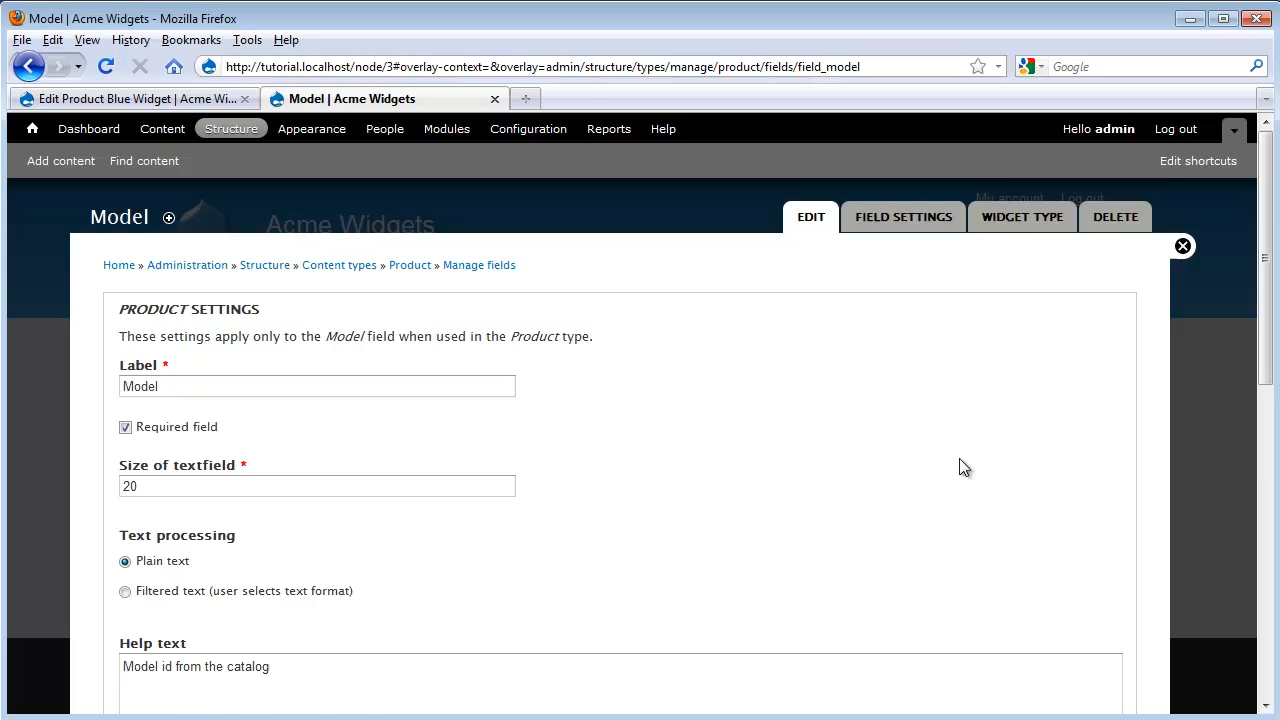 Model | Acme Widgets - Mozilla Firefox
File Edit View History Bookmarks Tools Help
http://tutorial.localhost/node/3#overlay-context=&overlay=admin/structure/types/manage/product/fields/field_model
Google
Edit Product Blue Widget | Acme Wi...
Model | Acme Widgets
Dashboard Content Structure Appearance People Modules Configuration Reports Help Hello admin Log out
Add content Find content Edit shortcuts
My account Log out
Acme Widgets
Model EDIT FIELD SETTINGS WIDGET TYPE DELETE
Home » Administration » Structure » Content types » Product » Manage fields
PRODUCT SETTINGS
These settings apply only to the Model field when used in the Product type.
Label *
Model
Required field
Size of textfield *
20
Text processing
Plain text
Filtered text (user selects text format)
Help text
Model id from the catalog